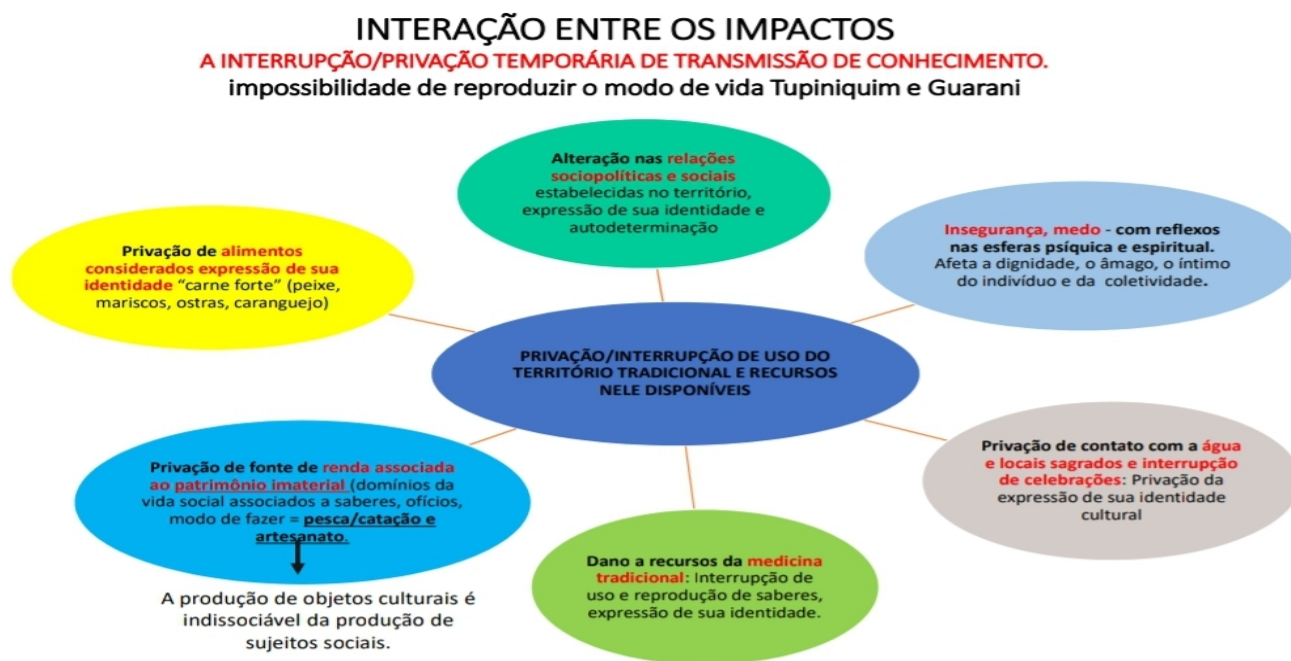 INTERAÇÃO ENTRE OS IMPACTOS
A INTERRUPÇÃO/PRIVAÇÃO TEMPORÁRIA DE TRANSMISSÃO DE CONHECIMENTO.
impossibilidade de reproduzir o modo de vida Tupiniquim e Guarani
Alteração nas relações
sociopolíticas e sociais
estabelecidas no território,
expressão de sua identidade e
autodeterminação
Privação de alimentos
considerados expressão de sua
identidade “carne forte” (peixe,
mariscos, ostras, caranguejo)
Insegurança, medo - com reflexos
nas esferas psíquica e espiritual.
Afeta a dignidade, o âmago, o íntimo
do indivíduo e da coletividade.
PRIVAÇÃO/INTERRUPÇÃO DE USO DO
TERRITÓRIO TRADICIONAL E RECURSOS
NELE DISPONÍVEIS
Privação de fonte de renda associada
ao patrimônio imaterial (domínios da
vida social associados a saberes, ofícios,
modo de fazer = pesca/catação e
artesanato.
Privação de contato com a água
e locais sagrados e interrupção
de celebrações: Privação da
expressão de sua identidade
cultural
Dano a recursos da medicina
tradicional: Interrupção de
uso e reprodução de saberes,
expressão de sua identidade.
A produção de objetos culturais é
indissociável da produção de
sujeitos sociais.